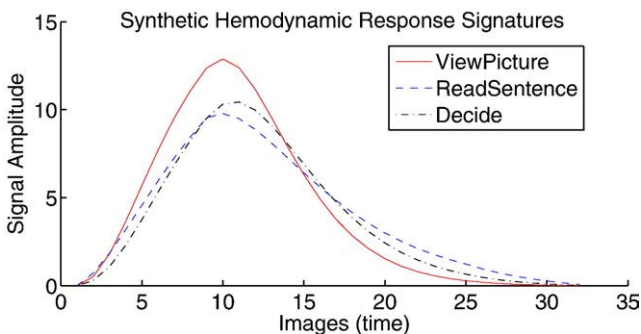 Synthetic Hemodynamic Response Signatures
15
10
5
0
Signal Amplitude
ViewPicture
ReadSentence
Decide
0 5 10 15 20 25 30 35
Images (time)